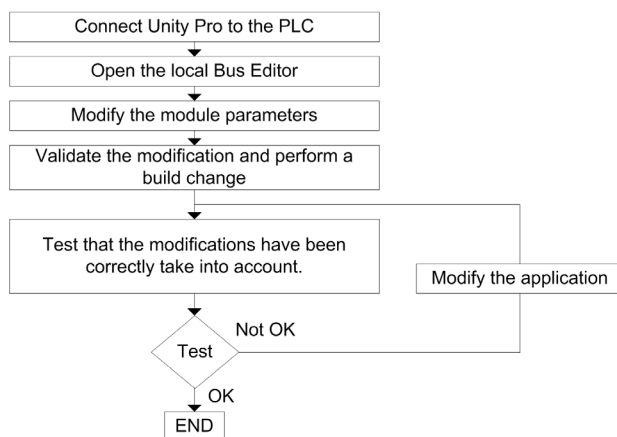 Connect Unity Pro to the PLC
Open the local Bus Editor
Modify the module parameters
Validate the modification and perform a
build change
Test that the modifications have been
correctly take into account.
Modify the application
Not OK
Test
OK
END